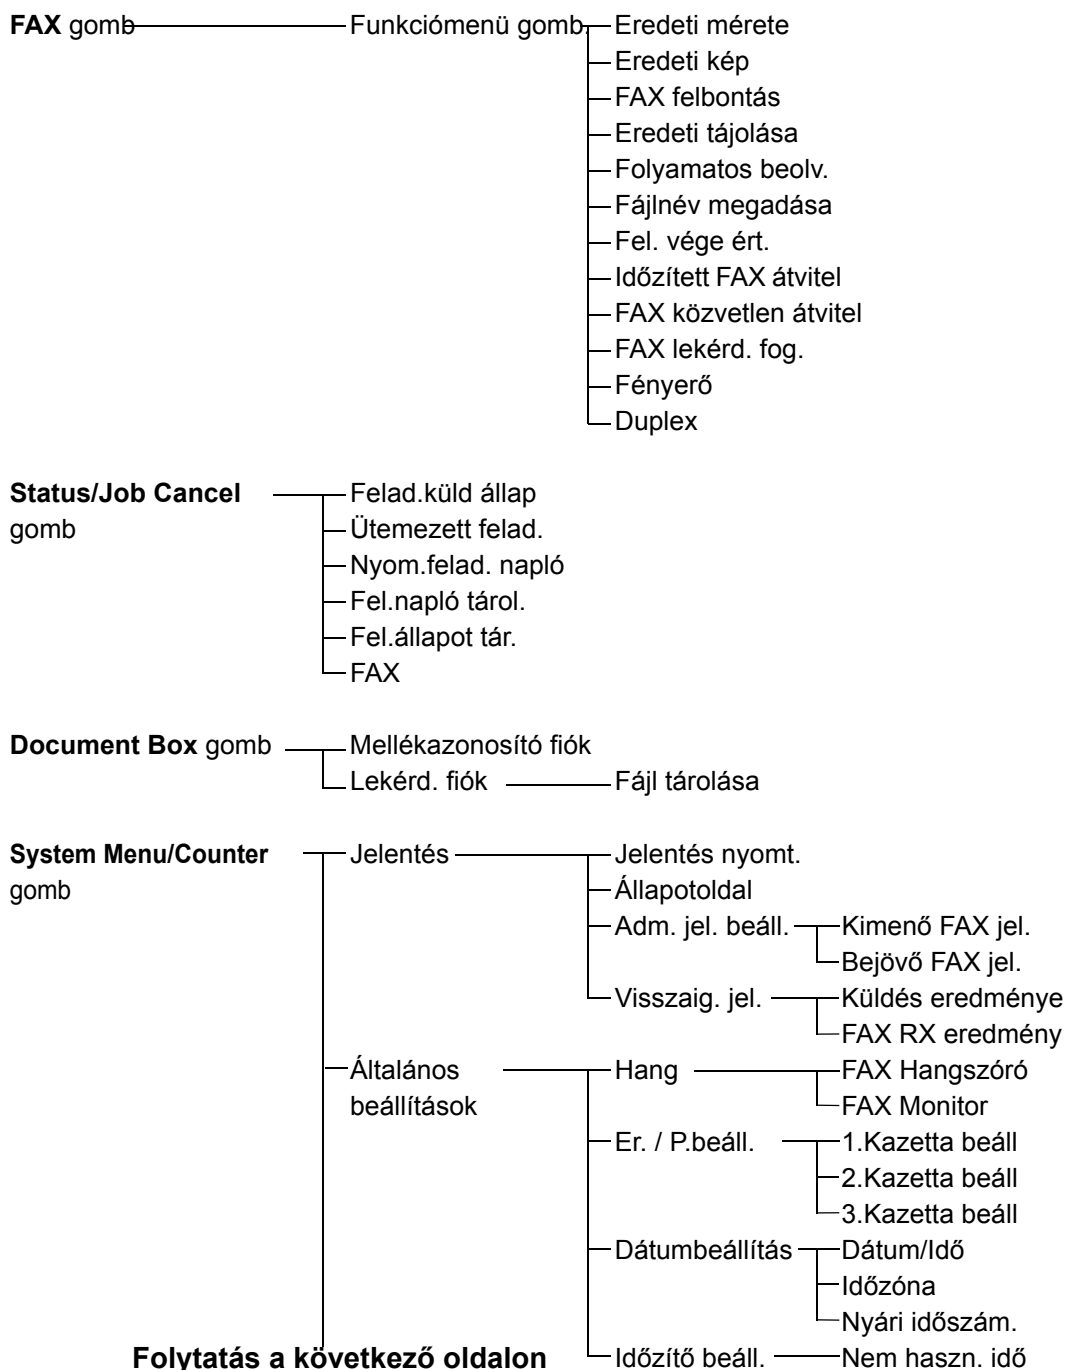 FAX gomb Funkciómenü gomb. Eredeti mérete
Eredeti kép
FAX felbontás
Eredeti tájolása
Folyamatos beolv.
Fájlnév megadása
Fel. vége ért.
Időzített FAX átvitel
FAX közvetlen átvitel
FAX lekérd. fog.
Fényerő
Duplex
Status/Job Cancel Felad.küld állap
gomb Ütemezett felad.
Nyom.felad. napló
Fel.napló tárol.
Fel.állapot tár.
FAX
Document Box gomb Mellékazonosító fiók
Lekérd. fiók Fájl tárolása
System Menu/Counter Jelentés Jelentés nyomt.
gomb Állapotoldal
Adm. jel. beáll. Kimenő FAX jel.
Bejövő FAX jel.
Visszaig. jel. Küldés eredménye
FAX RX eredmény
Általános Hang FAX Hangszóró
beállítások FAX Monitor
Er. / P.beáll. 1.Kazetta beáll
2.Kazetta beáll
3.Kazetta beáll
Dátumbeállítás Dátum/Idő
Időzóna
Nyári időszám.
Folytatás a következő oldalon Időzítő beáll. Nem haszn. idő